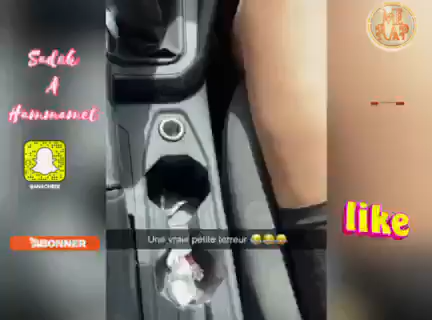 Sadak
A
Hammamet
ABONNER
Une vraie petite terreur 😂😂😂
like